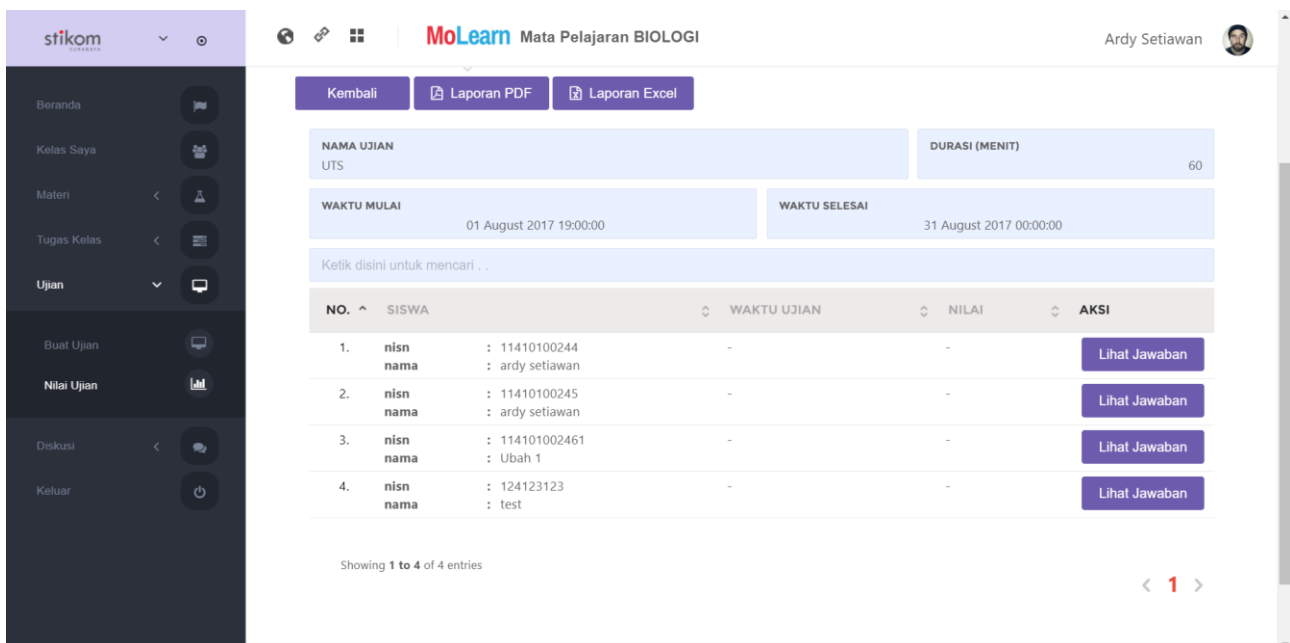 stikom
SURABAYA
MoLearn Mata Pelajaran BIOLOGI
Ardy Setiawan
Beranda
Kelas Saya
Materi
Tugas Kelas
Ujian
Buat Ujian
Nilai Ujian
Diskusi
Keluar
Kembali
Laporan PDF
Laporan Excel
NAMA UJIAN
UTS
DURASI (MENIT)
60
WAKTU MULAI
01 August 2017 19:00:00
WAKTU SELESAI
31 August 2017 00:00:00
Ketik disini untuk mencari . .
NO. SISWA WAKTU UJIAN NILAI AKSI
1. nisn : 11410100244 - - Lihat Jawaban
nama : ardy setiawan
2. nisn : 11410100245 - - Lihat Jawaban
nama : ardy setiawan
3. nisn : 114101002461 - - Lihat Jawaban
nama : Ubah 1
4. nisn : 124123123 - - Lihat Jawaban
nama : test
Showing 1 to 4 of 4 entries
< 1 >